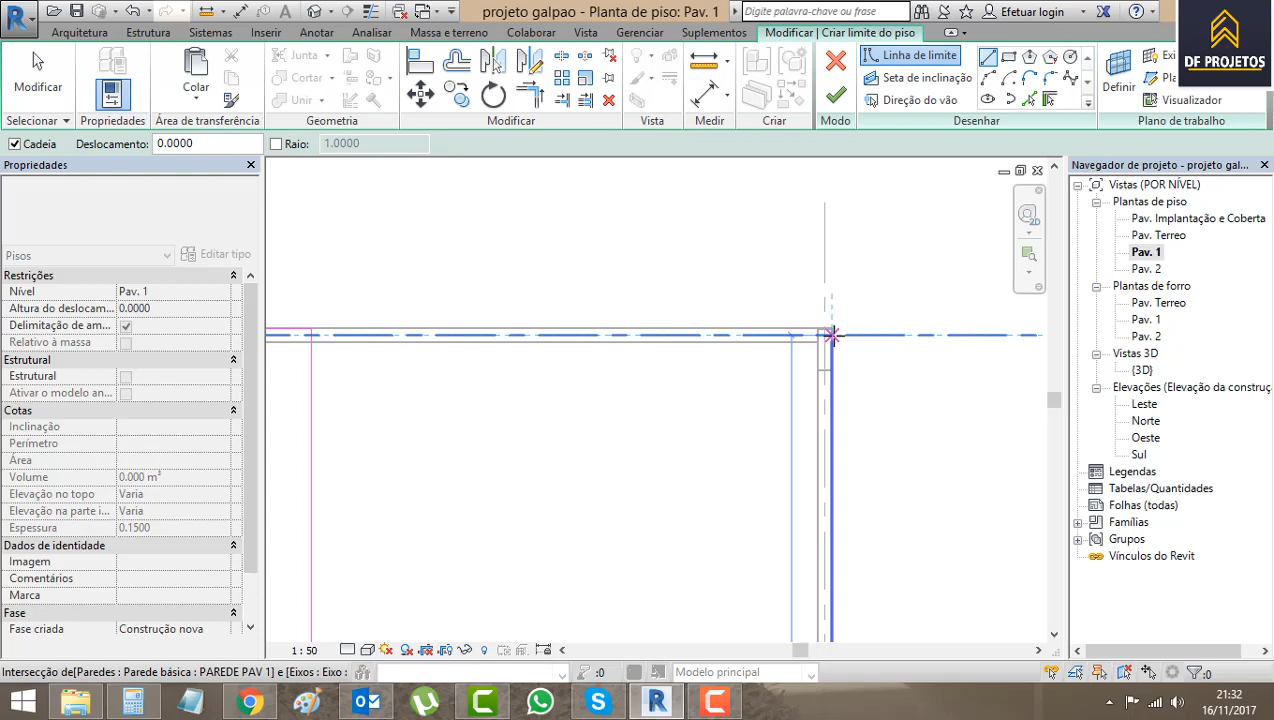 projeto galpao - Planta de piso: Pav. 1
Digite palavra-chave ou frase
Efetuar login
Arquitetura
Estrutura
Sistemas
Inserir
Anotar
Analisar
Massa e terreno
Colaborar
Vista
Gerenciar
Suplementos
Modificar | Criar limite do piso
DF PROJETOS
Modificar
Colar
Cortar
Unir
Linha de limite
Seta de inclinação
Direção do vão
Definir
Exi
Pla
Visualizador
Selecionar
Propriedades
Área de transferência
Geometria
Modificar
Vista
Medir
Criar
Modo
Desenhar
Plano de trabalho
Cadeia
Deslocamento: 0.0000
Raio: 1.0000
Propriedades
Pisos
Editar tipo
Restrições
Nível Pav. 1
Altura do deslocam... 0.0000
Delimitação de am...
Relativo à massa
Estrutural
Estrutural
Ativar o modelo an...
Cotas
Inclinação
Perímetro
Área
Volume 0.000 m³
Elevação no topo Varia
Elevação na parte i... Varia
Espessura 0.1500
Dados de identidade
Imagem
Comentários
Marca
Fase
Fase criada Construção nova
2D
1 : 50
Navegador de projeto - projeto gal...
Vistas (POR NÍVEL)
Plantas de piso
Pav. Implantação e Coberta
Pav. Terreo
Pav. 1
Pav. 2
Plantas de forro
Pav. Terreo
Pav. 1
Pav. 2
Vistas 3D
{3D}
Elevações (Elevação da construç
Leste
Norte
Oeste
Sul
Legendas
Tabelas/Quantidades
Folhas (todas)
Famílias
Grupos
Vínculos do Revit
Intersecção de[Paredes : Parede básica : PAREDE PAV 1] e [Eixos : Eixo :
:0
Modelo principal
:0
21:32
16/11/2017